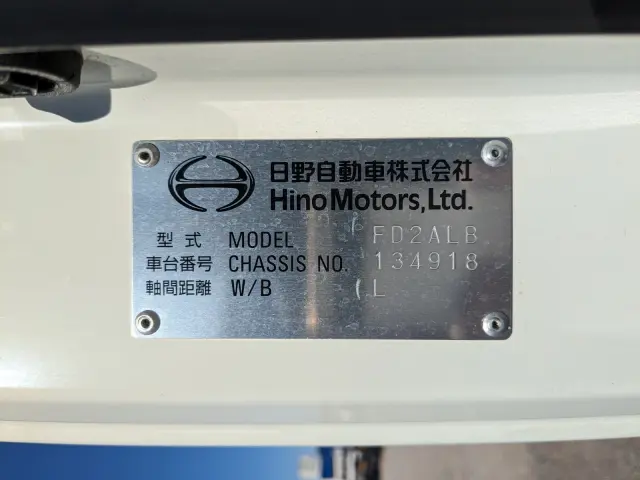 日野自動車株式会社
Hino Motors, Ltd.
型式 MODEL FD2ALB
車台番号 CHASSIS NO. 134918
軸間距離 W/B L